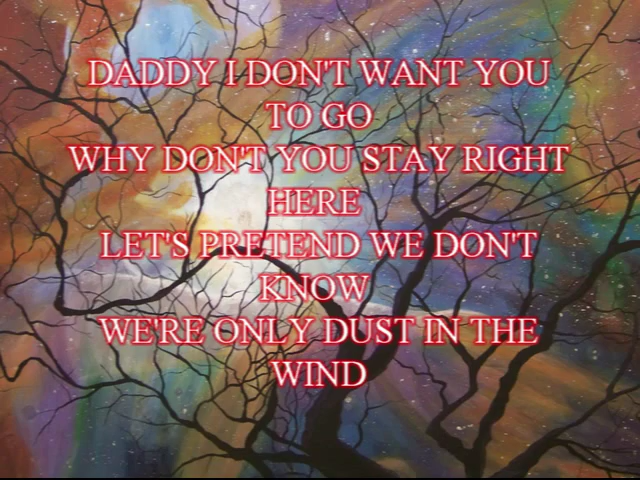 DADDY I DON'T WANT YOU
TO GO
WHY DON'T YOU STAY RIGHT
HERE
LET'S PRETEND WE DON'T
KNOW
WE'RE ONLY DUST IN THE
WIND